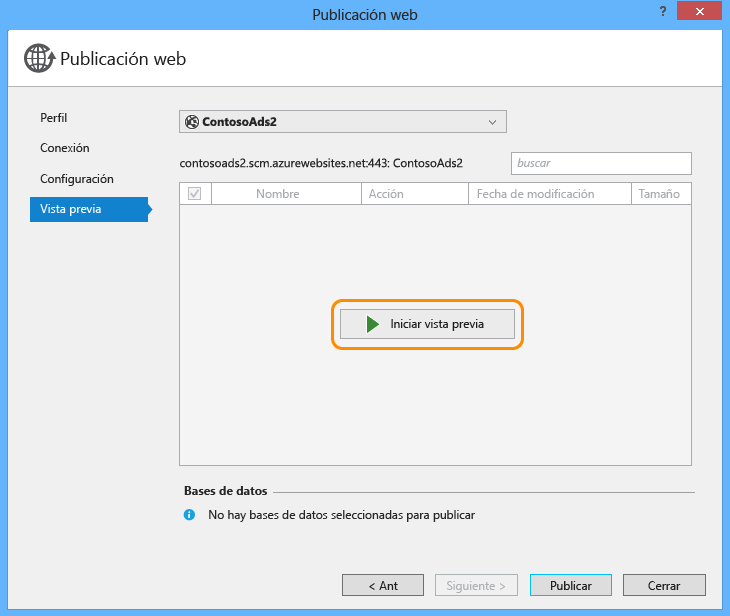 Publicación web
?
Publicación web
Perfil
Conexión
Configuración
Vista previa
ContosoAds2
contosoads2.scm.azurewebsites.net:443: ContosoAds2
buscar
Nombre Acción Fecha de modificación Tamaño
Iniciar vista previa
Bases de datos
No hay bases de datos seleccionadas para publicar
< Ant Siguiente > Publicar Cerrar